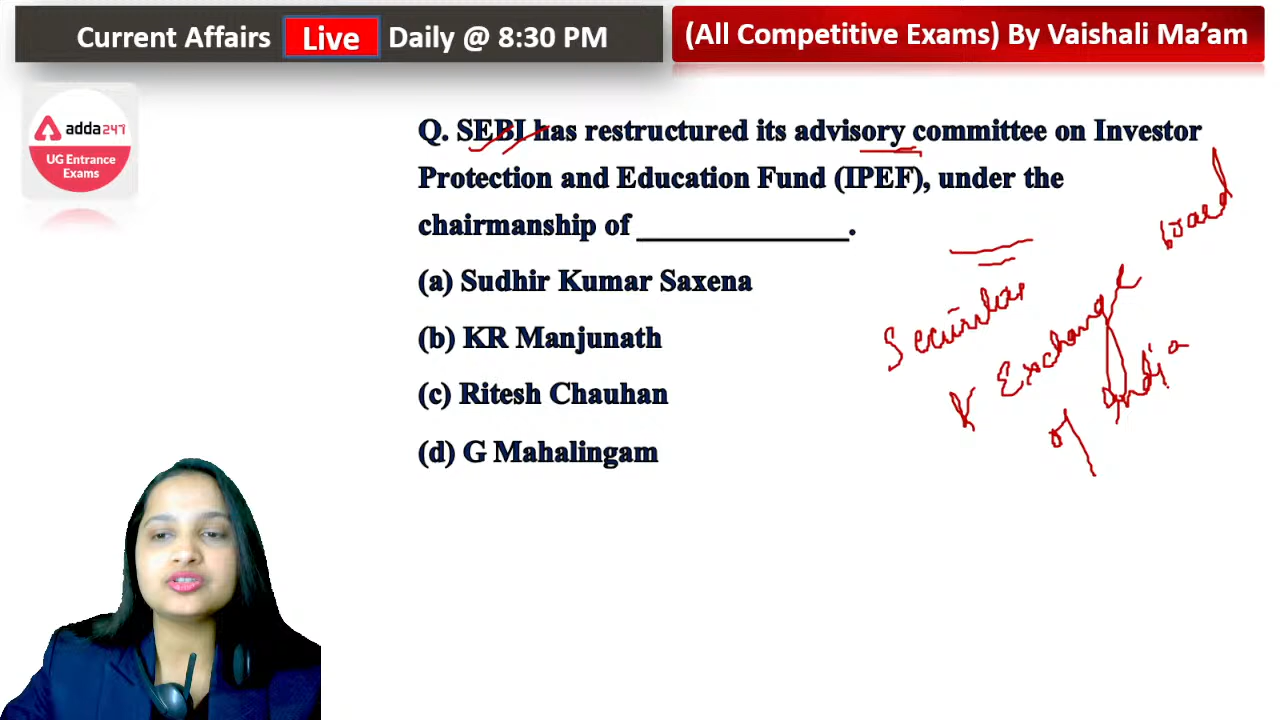 Current Affairs Live Daily @ 8:30 PM
(All Competitive Exams) By Vaishali Ma’am
adda247
UG Entrance
Exams
Q. SEBI has restructured its advisory committee on Investor
Protection and Education Fund (IPEF), under the
chairmanship of _______________.
(a) Sudhir Kumar Saxena
(b) KR Manjunath
(c) Ritesh Chauhan
(d) G Mahalingam
Securities
& Exchange board
of India